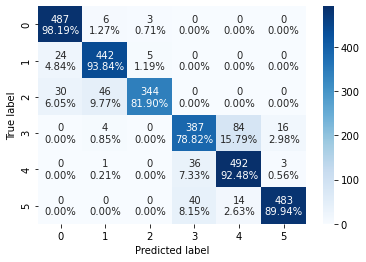 0 487 6 3 0 0 0
98.19% 1.27% 0.71% 0.00% 0.00% 0.00%
400
1 24 442 5 0 0 0
4.84% 93.84% 1.19% 0.00% 0.00% 0.00%
300
2 30 46 344 0 0 0
6.05% 9.77% 81.90% 0.00% 0.00% 0.00%
True label
3 0 4 0 387 84 16
0.00% 0.85% 0.00% 78.82% 15.79% 2.98%
200
4 0 1 0 36 492 3
0.00% 0.21% 0.00% 7.33% 92.48% 0.56%
100
5 0 0 0 40 14 483
0.00% 0.00% 0.00% 8.15% 2.63% 89.94%
0
0 1 2 3 4 5
Predicted label